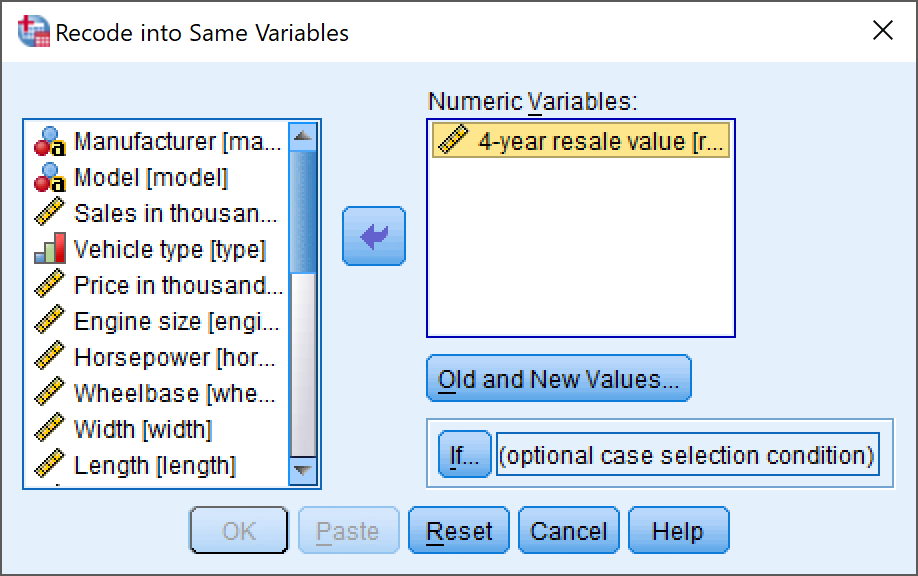 Recode into Same Variables
Numeric Variables:
Manufacturer [ma...
Model [model]
Sales in thousan...
Vehicle type [type]
Price in thousand...
Engine size [engi...
Horsepower [hor...
Wheelbase [whe...
Width [width]
Length [length]
4-year resale value [r...
Old and New Values...
If... (optional case selection condition)
OK Paste Reset Cancel Help